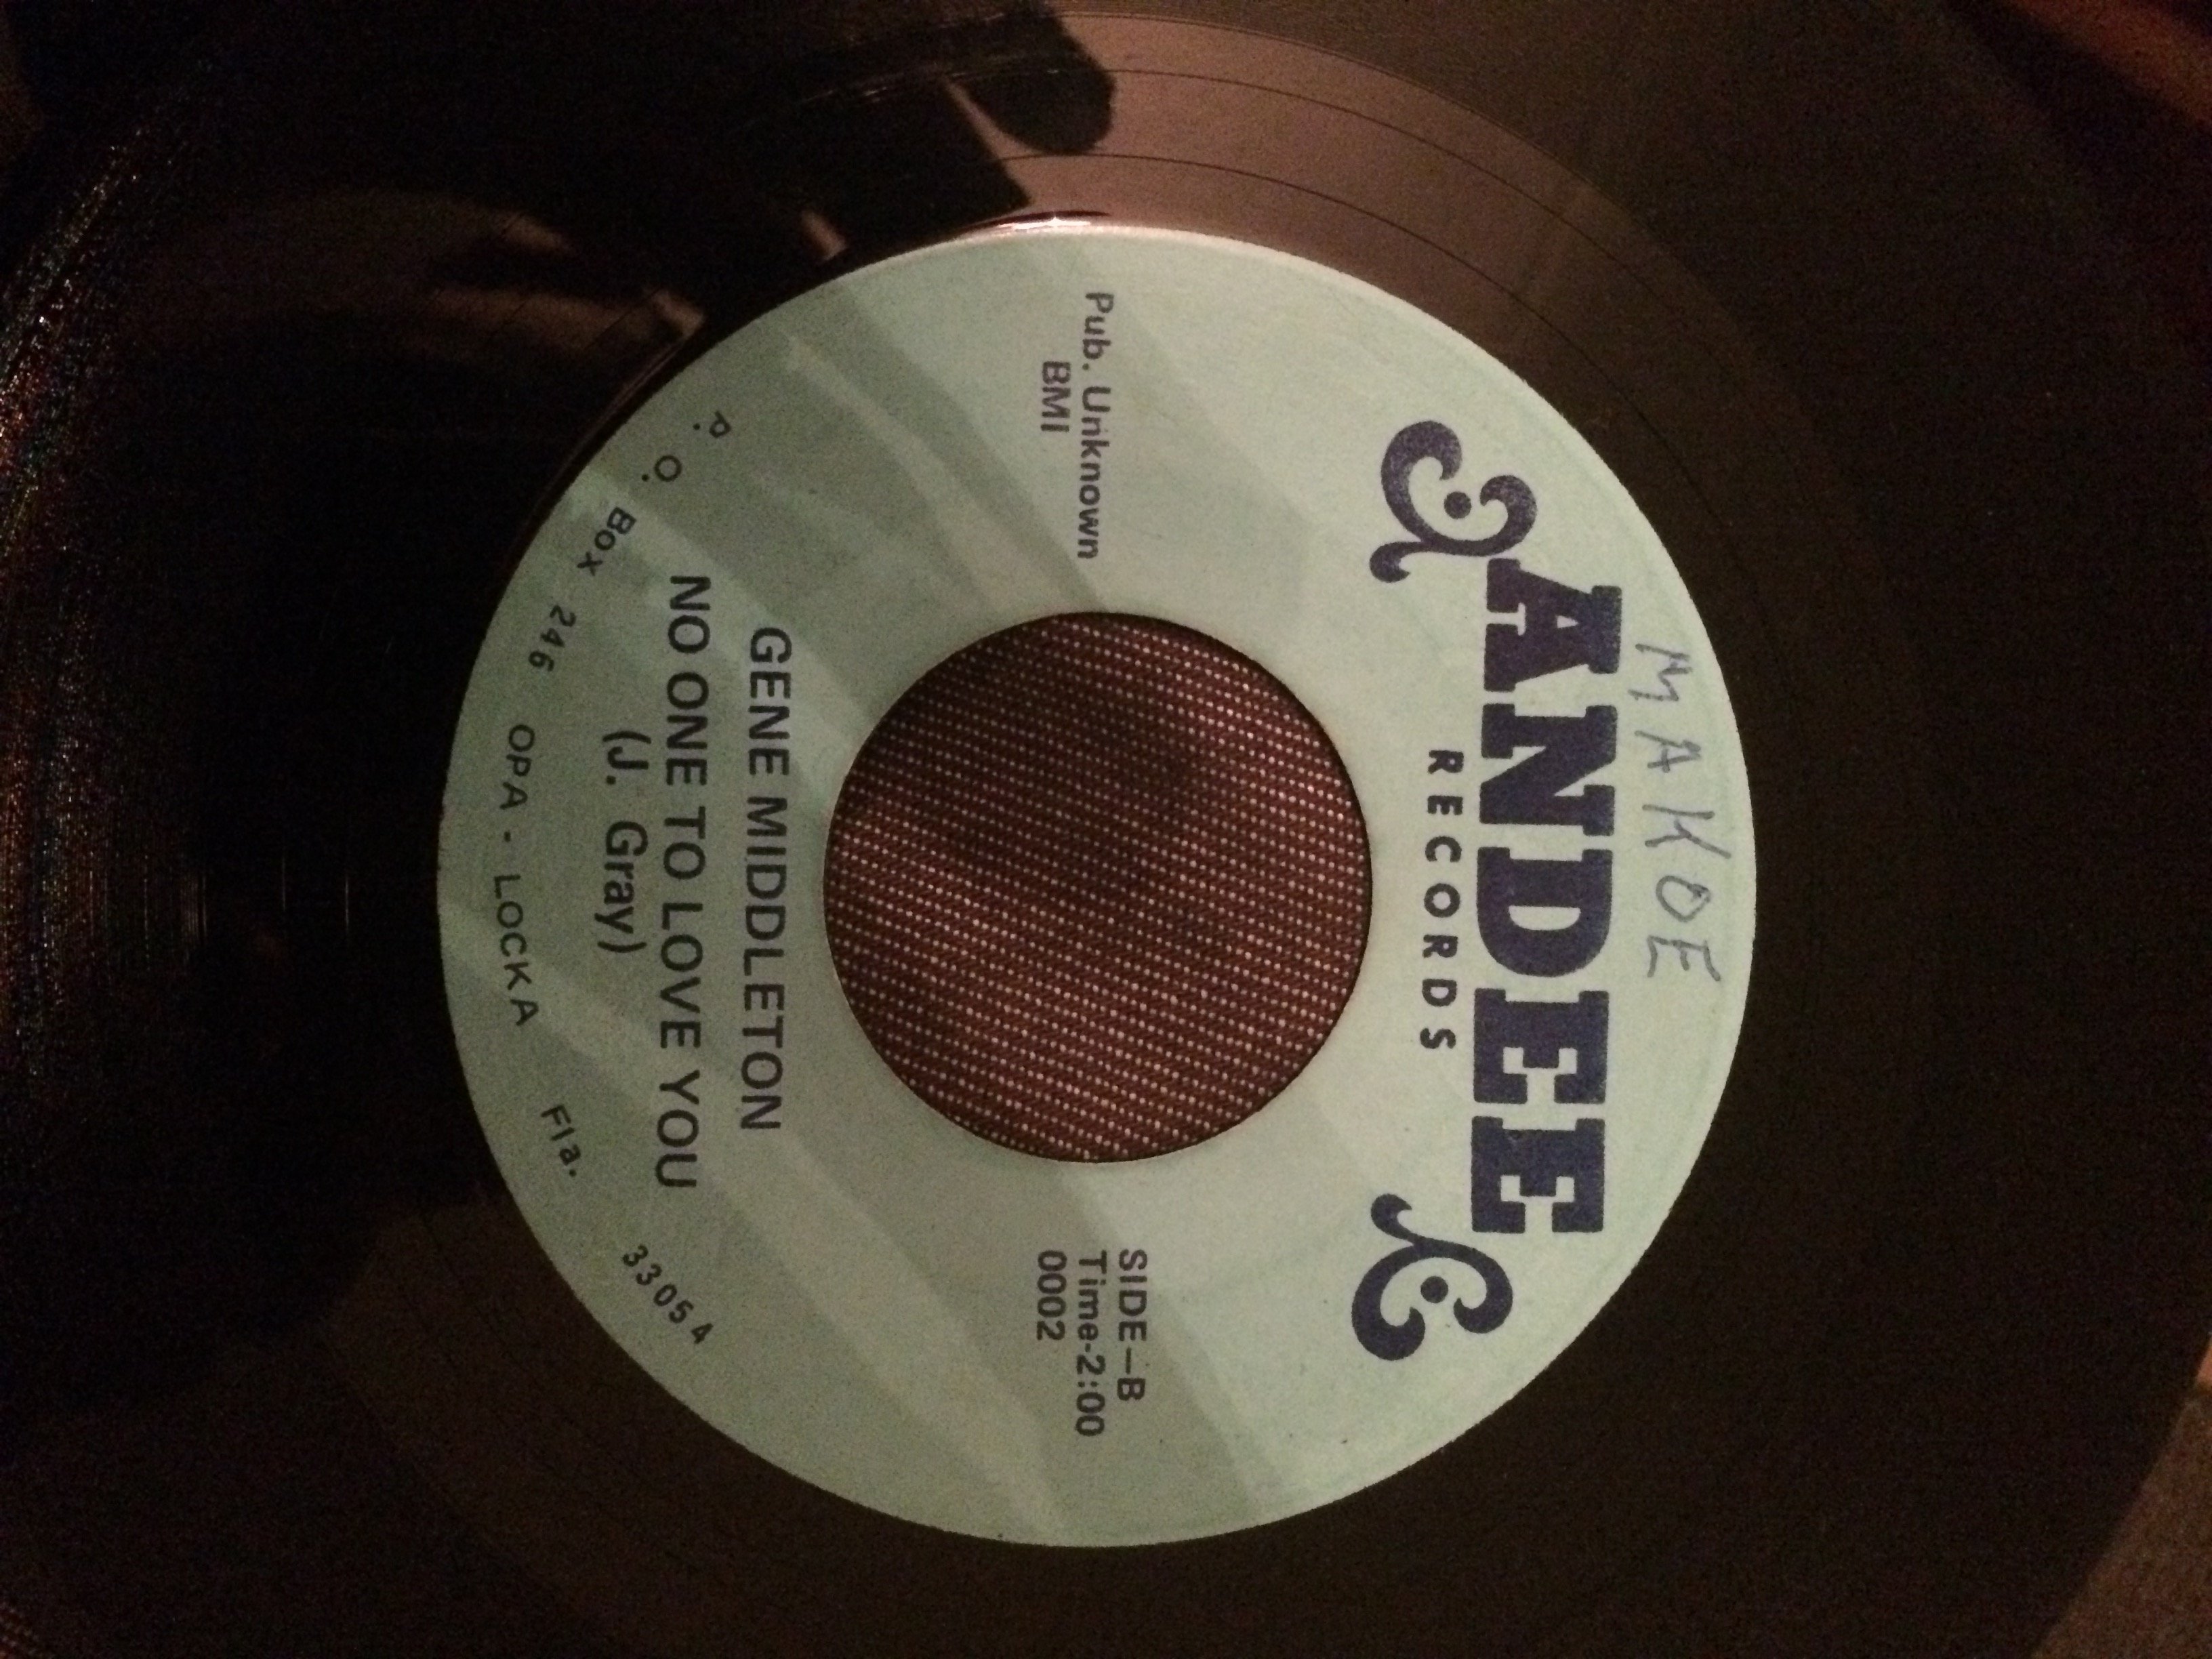 MAKOE
ANDEE
RECORDS
Pub. Unknown
BMI
SIDE—B
Time-2:00
0002
GENE MIDDLETON
NO ONE TO LOVE YOU
(J. Gray)
P. O. Box 246 OPA - LOCKA Fla. 33054